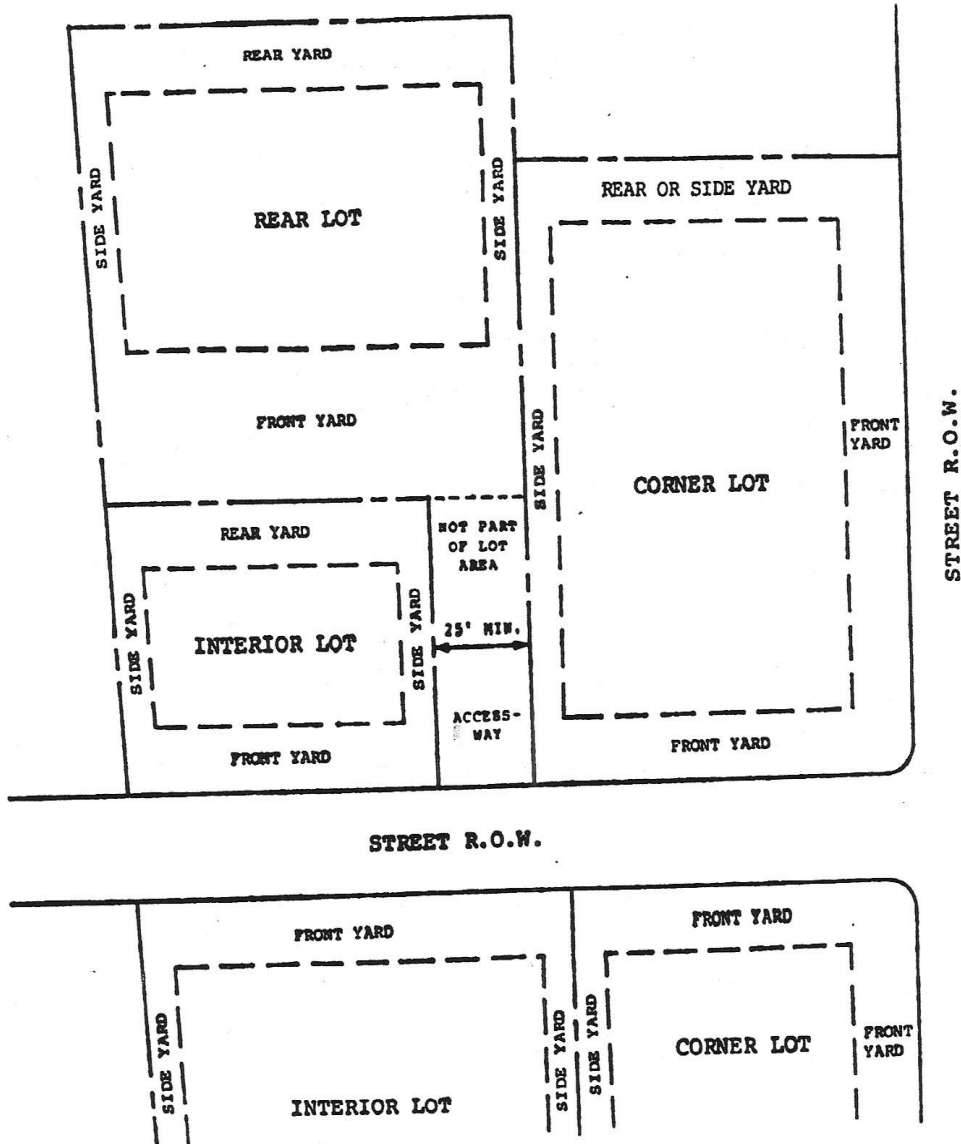 REAR YARD
SIDE YARD
REAR LOT
SIDE YARD
FRONT YARD
REAR OR SIDE YARD
SIDE YARD
CORNER LOT
FRONT
YARD
FRONT YARD
STREET R.O.W.
REAR YARD
SIDE YARD
INTERIOR LOT
SIDE YARD
FRONT YARD
NOT PART
OF LOT
AREA
25' MIN.
ACCESS-
WAY
STREET R.O.W.
FRONT YARD
SIDE YARD
INTERIOR LOT
SIDE YARD
FRONT YARD
SIDE YARD
CORNER LOT
FRONT
YARD